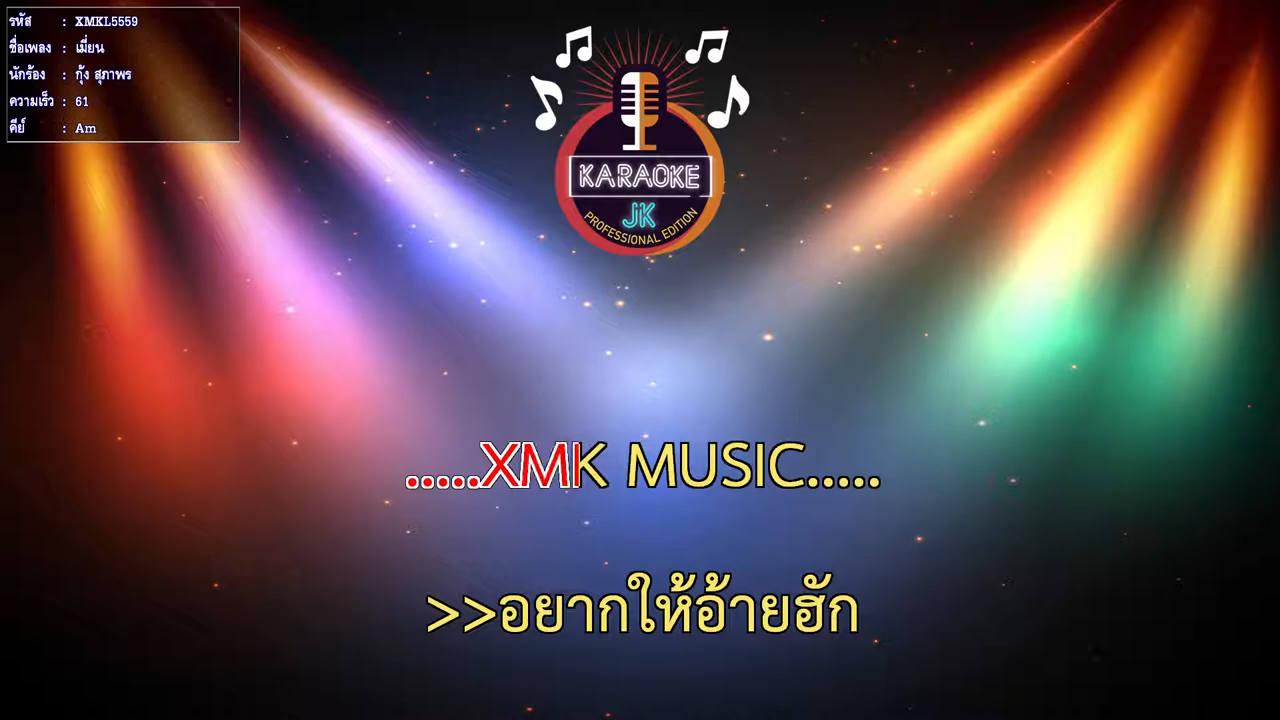 รหัส : XMKL5559
ชื่อเพลง : เมี่ยน
นักร้อง : กุ้ง สุภาพร
ความเร็ว : 61
คีย์ : Am
KARAOKE
JK
PROFESSIONAL EDITION
.....XMK MUSIC.....
>>อยากให้อ้ายฮัก